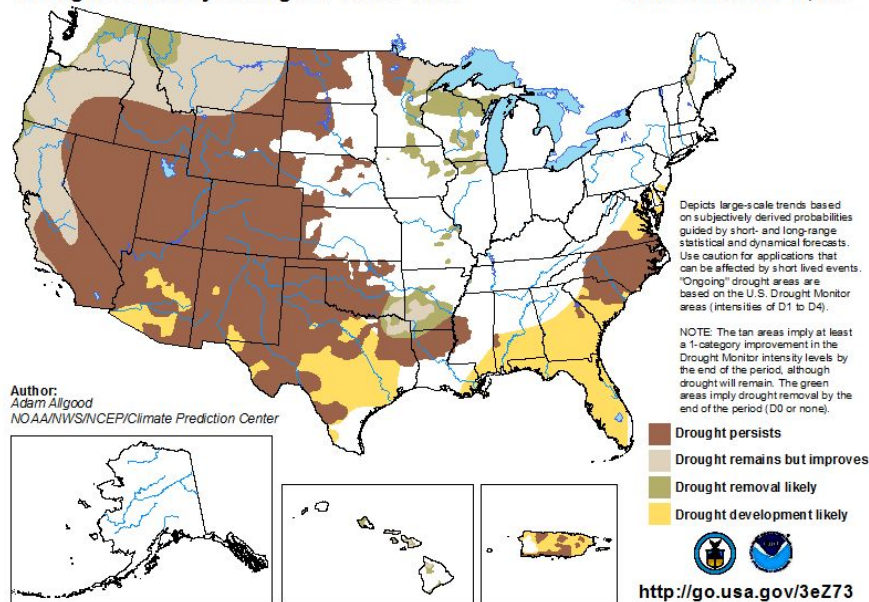 Depicts large-scale trends based
on subjectively derived probabilities
guided by short- and long-range
statistical and dynamical forecasts.
Use caution for applications that
can be affected by short lived events.
"Ongoing" drought areas are
based on the U.S. Drought Monitor
areas (intensities of D1 to D4).
NOTE: The tan areas imply at least
a 1-category improvement in the
Drought Monitor intensity levels by
the end of the period, although
drought will remain. The green
areas imply drought removal by the
end of the period (D0 or none).
Author:
Adam Allgood
NOAA/NWS/NCEP/Climate Prediction Center
Drought persists
Drought remains but improves
Drought removal likely
Drought development likely
http://go.usa.gov/3eZ73